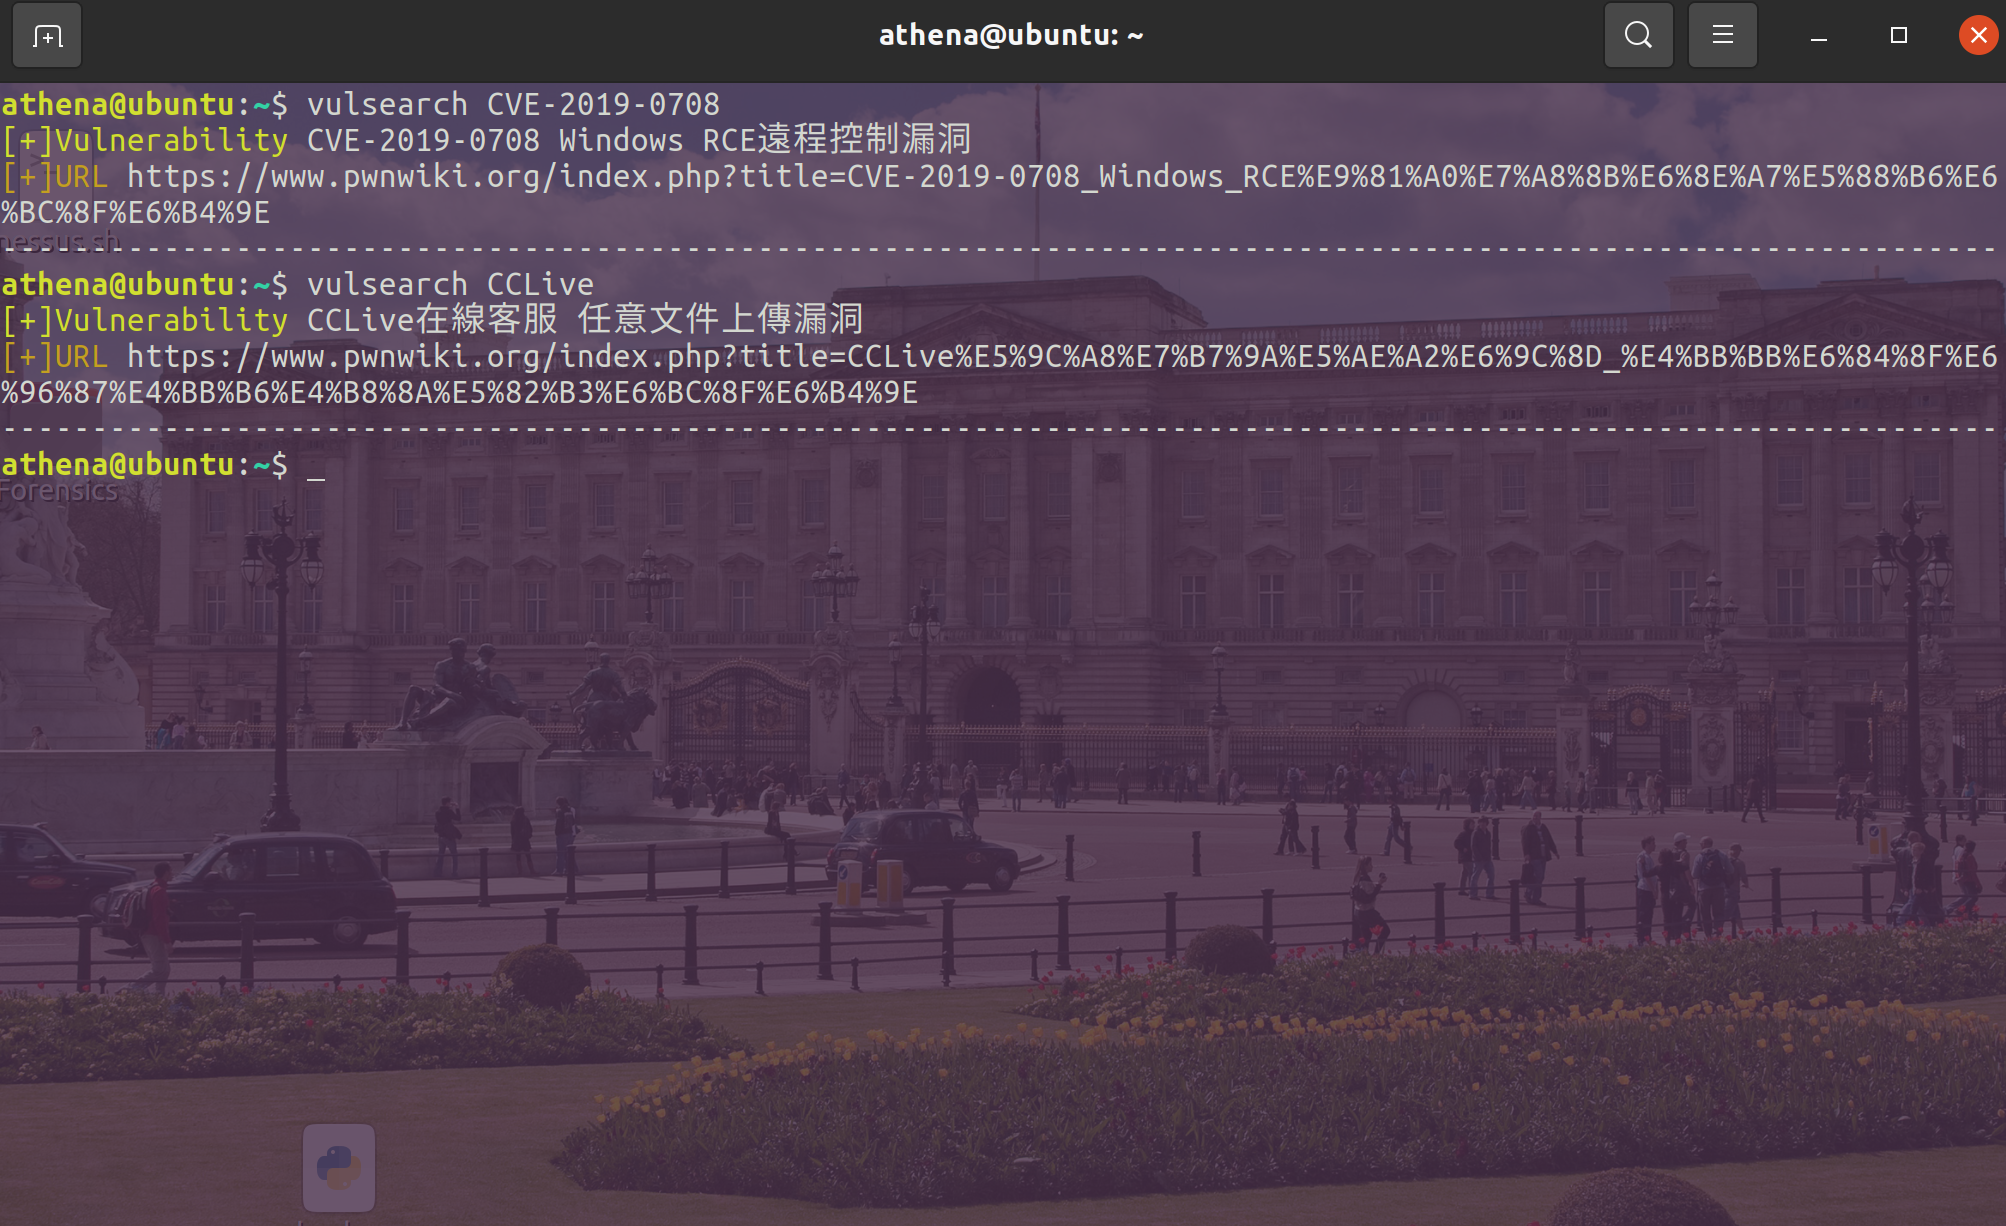 athena@ubuntu: ~
athena@ubuntu:~$ vulsearch CVE-2019-0708
[+]Vulnerability CVE-2019-0708 Windows RCE遠程控制漏洞
[+]URL https://www.pwnwiki.org/index.php?title=CVE-2019-0708_Windows_RCE%E9%81%A0%E7%A8%8B%E6%8E%A7%E5%88%B6%E6
%BC%8F%E6%B4%9E
nessus.sh
---------------------------------------------------------------------------------------------------------------
athena@ubuntu:~$ vulsearch CCLive
[+]Vulnerability CCLive在線客服 任意文件上傳漏洞
[+]URL https://www.pwnwiki.org/index.php?title=CCLive%E5%9C%A8%E7%B7%9A%E5%AE%A2%E6%9C%8D_%E4%BB%BB%E6%84%8F%E6
%96%87%E4%BB%B6%E4%B8%8A%E5%82%B3%E6%BC%8F%E6%B4%9E
---------------------------------------------------------------------------------------------------------------
athena@ubuntu:~$ _
Forensics